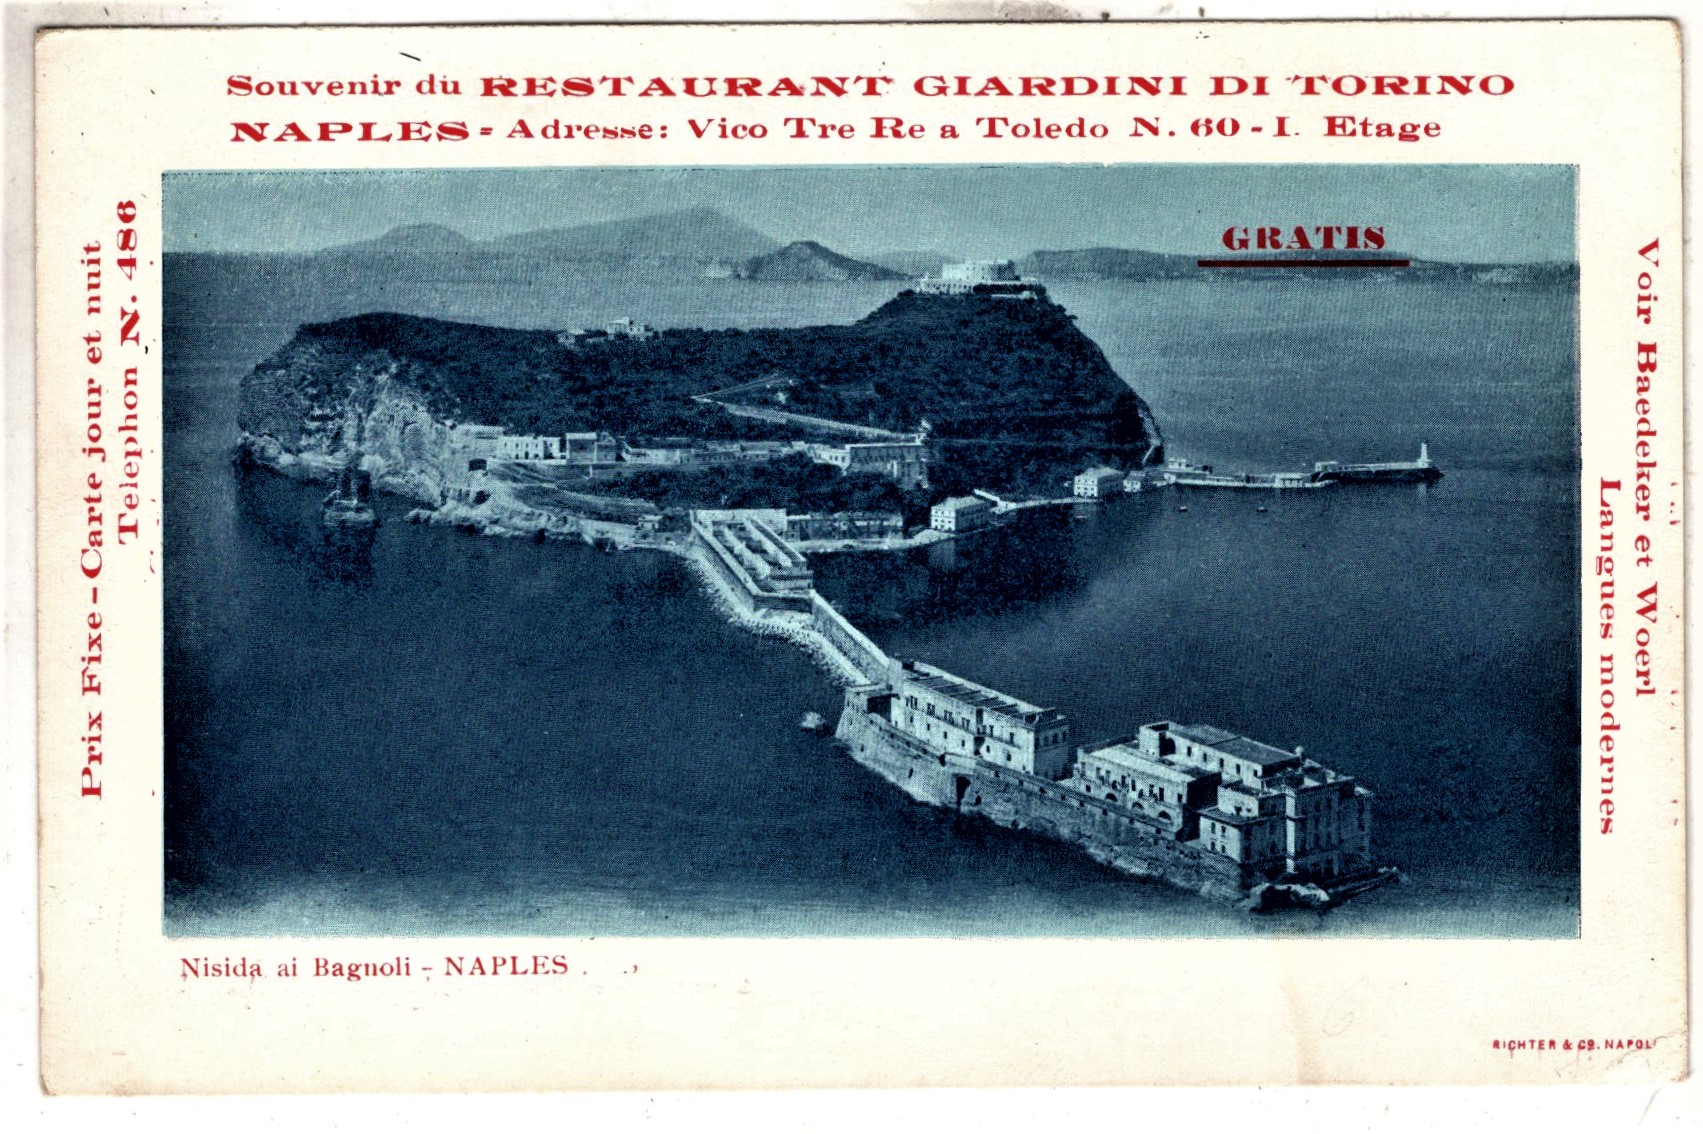 Souvenir du RESTAURANT GIARDINI DI TORINO
NAPLES = Adresse: Vico Tre Re a Toledo N. 60 - I. Etage
Prix Fixe - Carte jour et nuit
Telephon N. 486
GRATIS
Voir Baedeker et Woerl
Langues modernes
Nisida ai Bagnoli - NAPLES
RICHTER & Co. NAPOLI